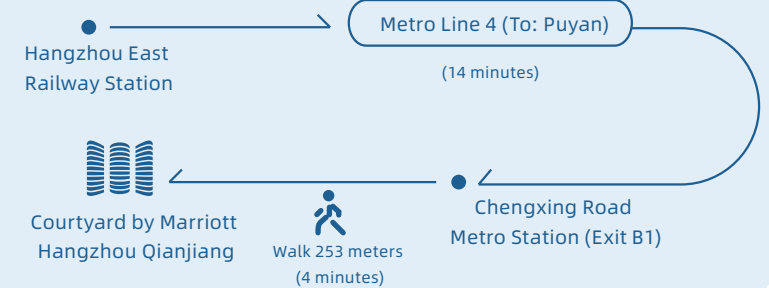 Hangzhou East
Railway Station
Metro Line 4 (To: Puyan)
(14 minutes)
Chengxing Road
Metro Station (Exit B1)
Walk 253 meters
(4 minutes)
Courtyard by Marriott
Hangzhou Qianjiang